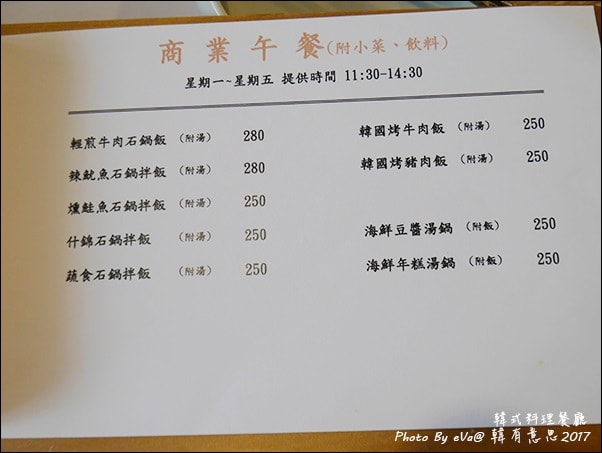 商業午餐(附小菜、飲料)
星期一~星期五 提供時間 11:30-14:30
輕煎牛肉石鍋飯 (附湯) 280
辣魷魚石鍋拌飯 (附湯) 280
燻鮭魚石鍋拌飯 (附湯) 250
什錦石鍋拌飯 (附湯) 250
蔬食石鍋拌飯 (附湯) 250
韓國烤牛肉飯 (附湯) 250
韓國烤豬肉飯 (附湯) 250
海鮮豆醬湯鍋 (附飯) 250
海鮮年糕湯鍋 (附飯) 250
韓式料理餐廳
Photo By eVa@ 韓有意思 2017